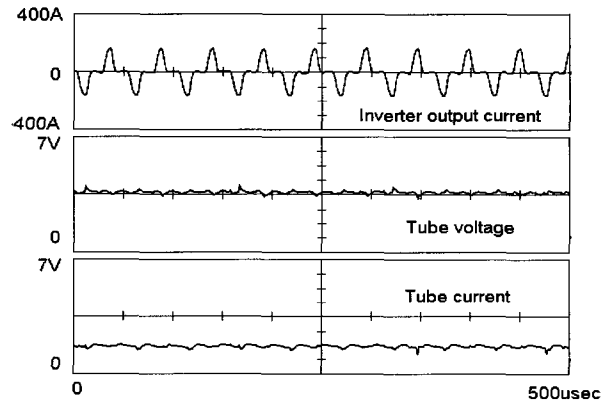 400A
0
400A
Inverter output current
7V
0
Tube voltage
7V
0
Tube current
0
500usec